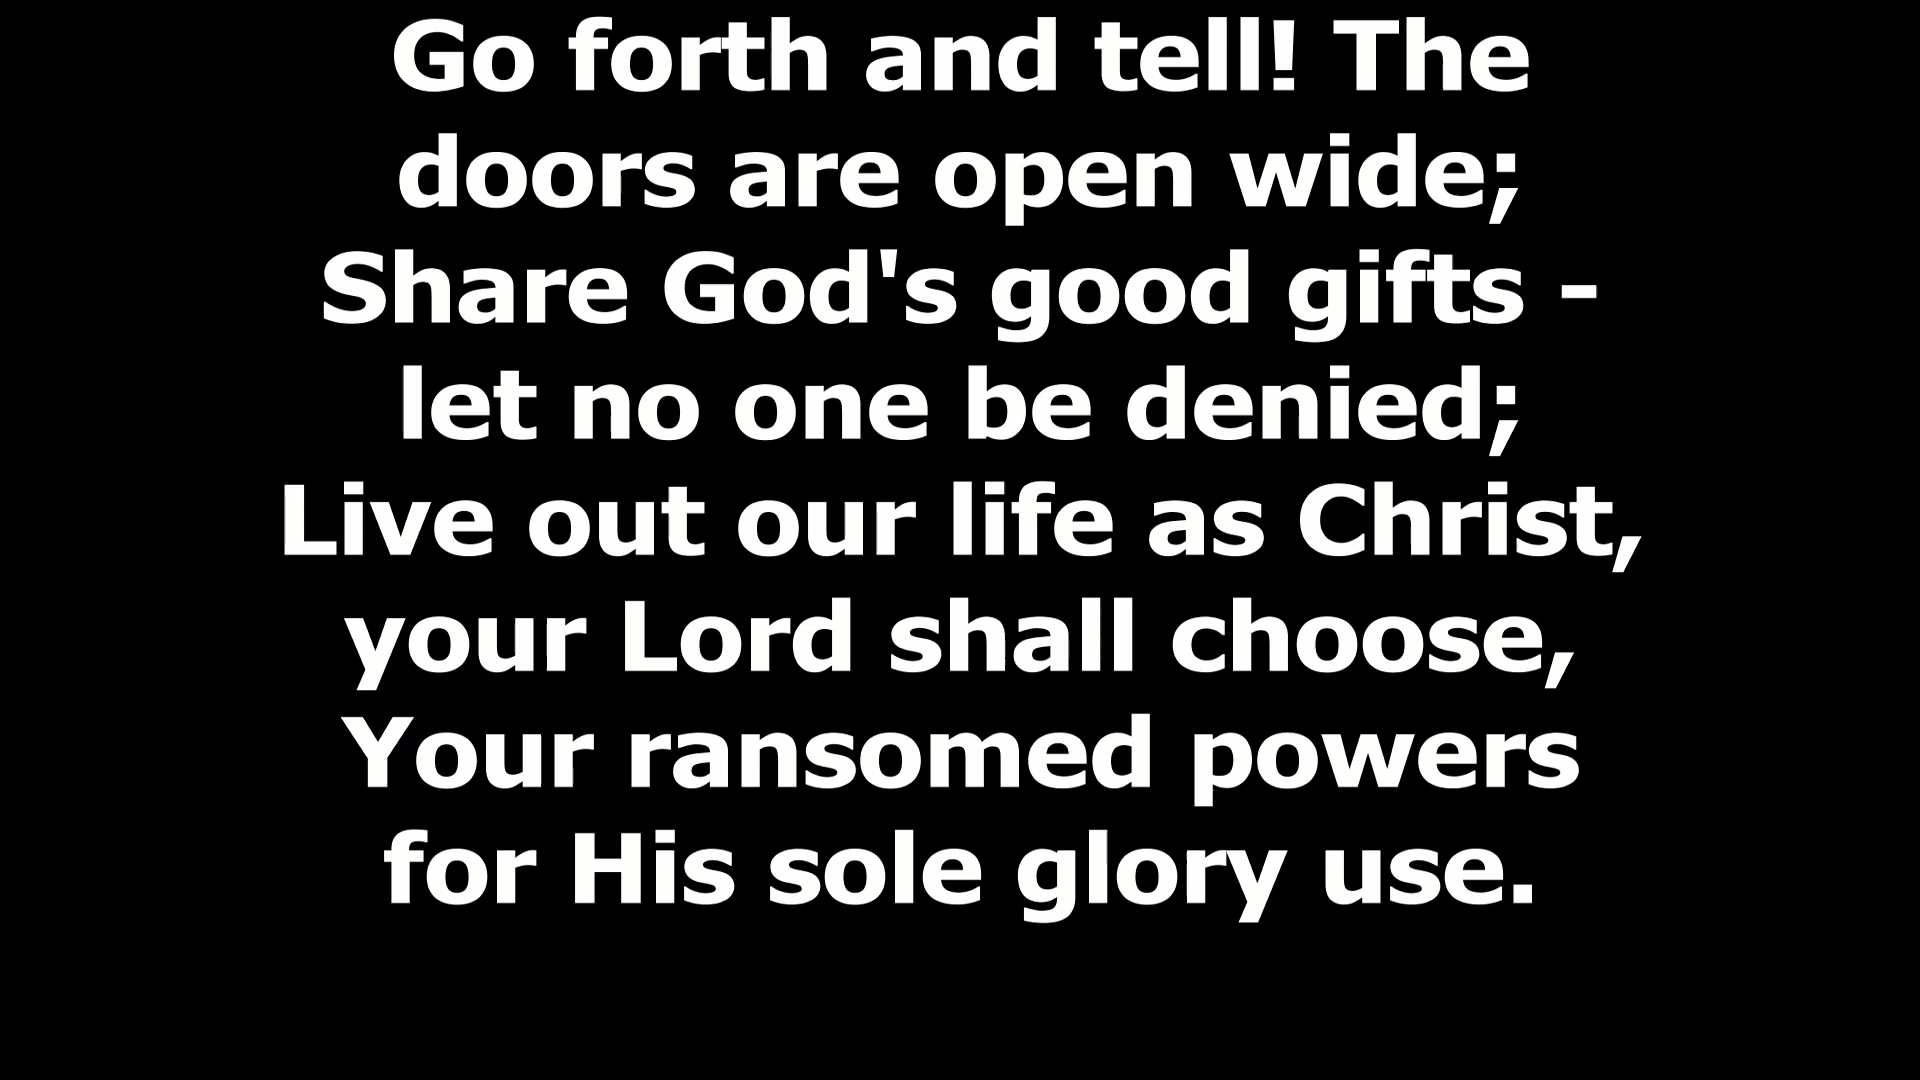 Go forth and tell! The
doors are open wide;
Share God's good gifts -
let no one be denied;
Live out our life as Christ,
your Lord shall choose,
Your ransomed powers
for His sole glory use.